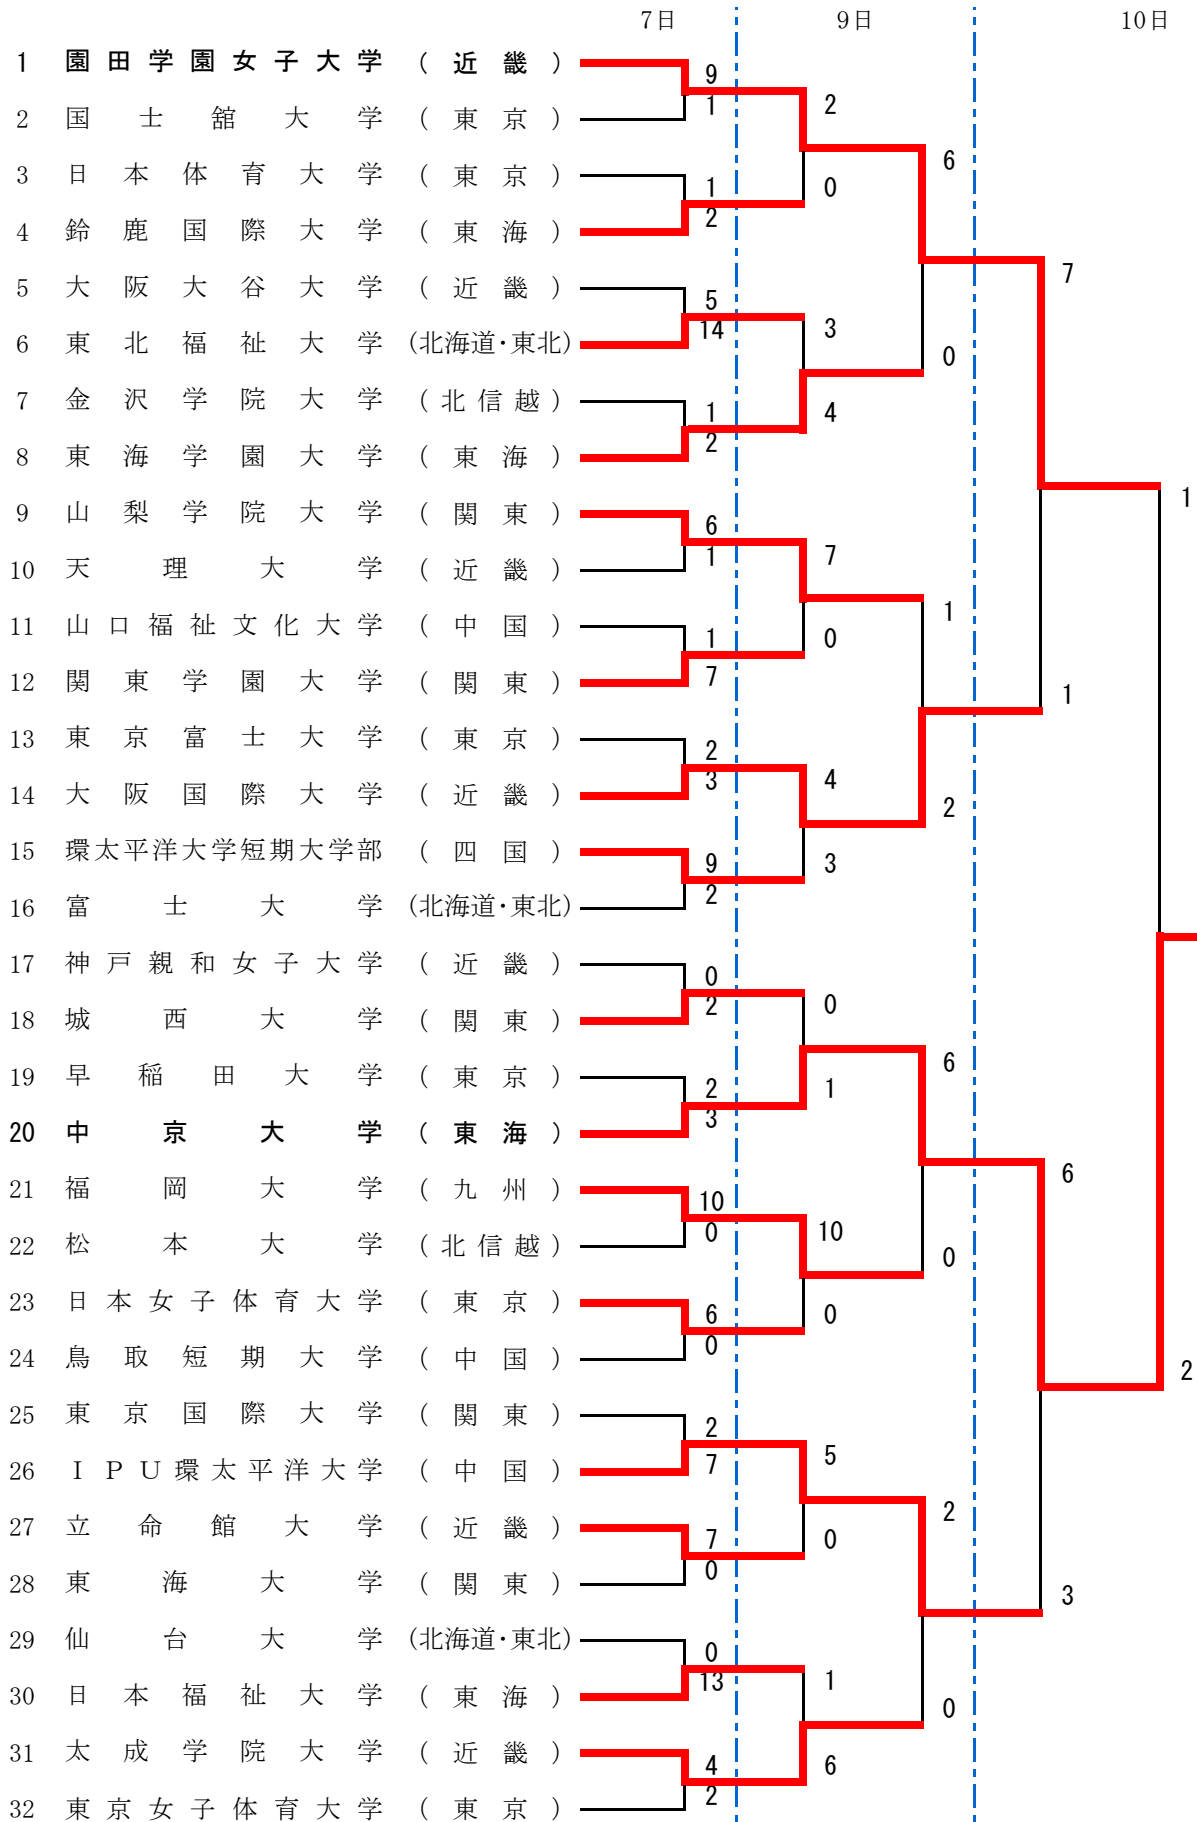 7日 9日 10日
1 園田学園女子大学 (近畿)
9
2
1
2 国士舘大学 (東京)
6
3 日本体育大学 (東京)
1
0
2
4 鈴鹿国際大学 (東海)
7
5 大阪大谷大学 (近畿)
5
3
14
6 東北福祉大学 (北海道・東北)
0
7 金沢学院大学 (北信越)
1
4
2
8 東海学園大学 (東海)
1
9 山梨学院大学 (関東)
6
7
1
10 天理大学 (近畿)
1
11 山口福祉文化大学 (中国)
1
0
7
12 関東学園大学 (関東)
1
13 東京富士大学 (東京)
2
4
3
14 大阪国際大学 (近畿)
2
15 環太平洋大学短期大学部 (四国)
9
3
2
16 富士大学 (北海道・東北)
17 神戸親和女子大学 (近畿)
0
0
2
18 城西大学 (関東)
6
19 早稲田大学 (東京)
2
1
3
20 中京大学 (東海)
6
21 福岡大学 (九州)
10
10
0
22 松本大学 (北信越)
0
23 日本女子体育大学 (東京)
6
0
0
24 鳥取短期大学 (中国)
2
25 東京国際大学 (関東)
2
5
7
26 IPU環太平洋大学 (中国)
2
27 立命館大学 (近畿)
7
0
0
28 東海大学 (関東)
3
29 仙台大学 (北海道・東北)
0
1
13
30 日本福祉大学 (東海)
0
31 太成学院大学 (近畿)
4
6
2
32 東京女子体育大学 (東京)